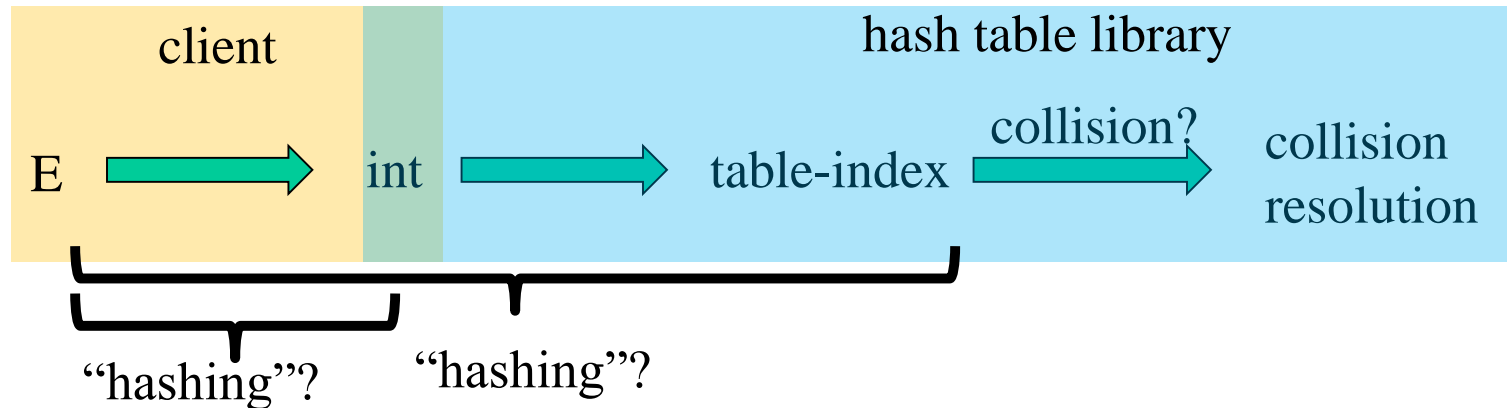 client
hash table library
E
int
table-index
collision?
collision
resolution
“hashing”?
“hashing”?